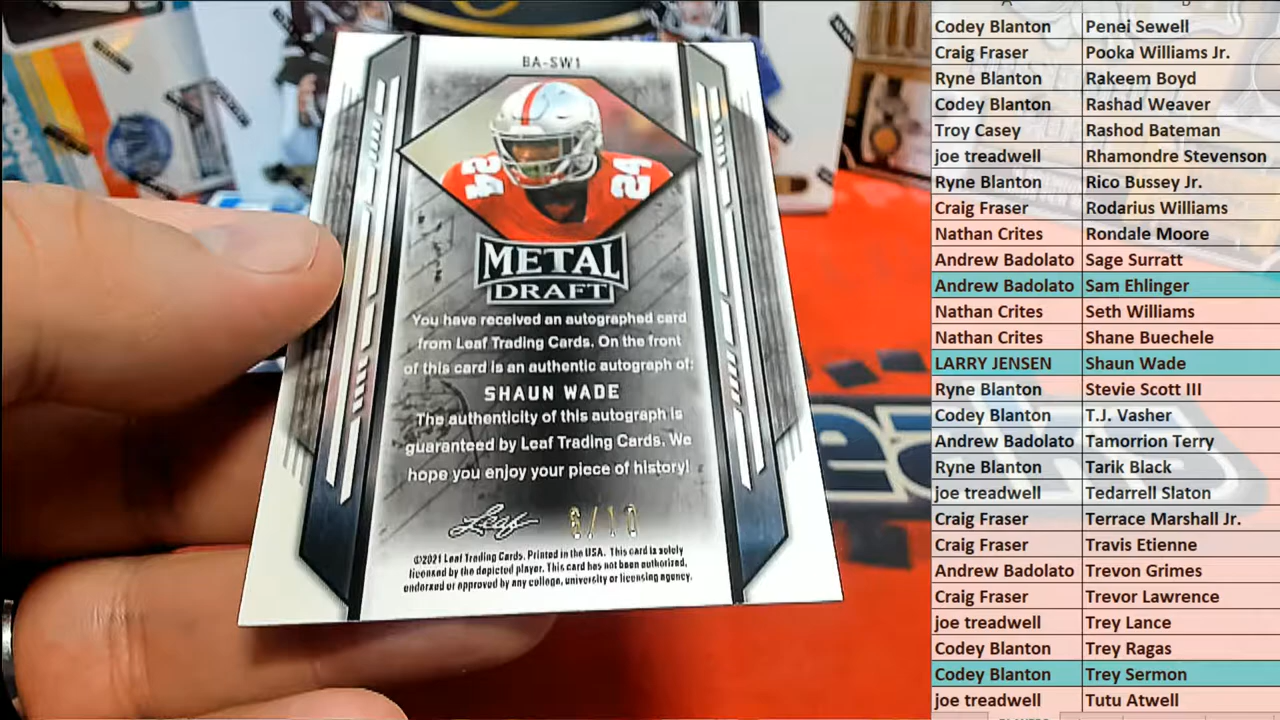 BA-SW1
24
24
METAL
DRAFT
You have received an autographed card
from Leaf Trading Cards. On the front
of this card is an authentic autograph of:
SHAUN WADE
The authenticity of this autograph is
guaranteed by Leaf Trading Cards. We
hope you enjoy your piece of history!
Leaf
6/10
©2021 Leaf Trading Cards. Printed in the USA. This card is solely
licensed by the depicted player. This card has not been authorized,
endorsed or approved by any college, university or licensing agency.
Codey Blanton Penei Sewell
Craig Fraser Pooka Williams Jr.
Ryne Blanton Rakeem Boyd
Codey Blanton Rashad Weaver
Troy Casey Rashod Bateman
joe treadwell Rhamondre Stevenson
Ryne Blanton Rico Bussey Jr.
Craig Fraser Rodarius Williams
Nathan Crites Rondale Moore
Andrew Badolato Sage Surratt
Andrew Badolato Sam Ehlinger
Nathan Crites Seth Williams
Nathan Crites Shane Buechele
LARRY JENSEN Shaun Wade
Ryne Blanton Stevie Scott III
Codey Blanton T.J. Vasher
Andrew Badolato Tamorrion Terry
Ryne Blanton Tarik Black
joe treadwell Tedarrell Slaton
Craig Fraser Terrace Marshall Jr.
Craig Fraser Travis Etienne
Andrew Badolato Trevon Grimes
Craig Fraser Trevor Lawrence
joe treadwell Trey Lance
Codey Blanton Trey Ragas
Codey Blanton Trey Sermon
joe treadwell Tutu Atwell